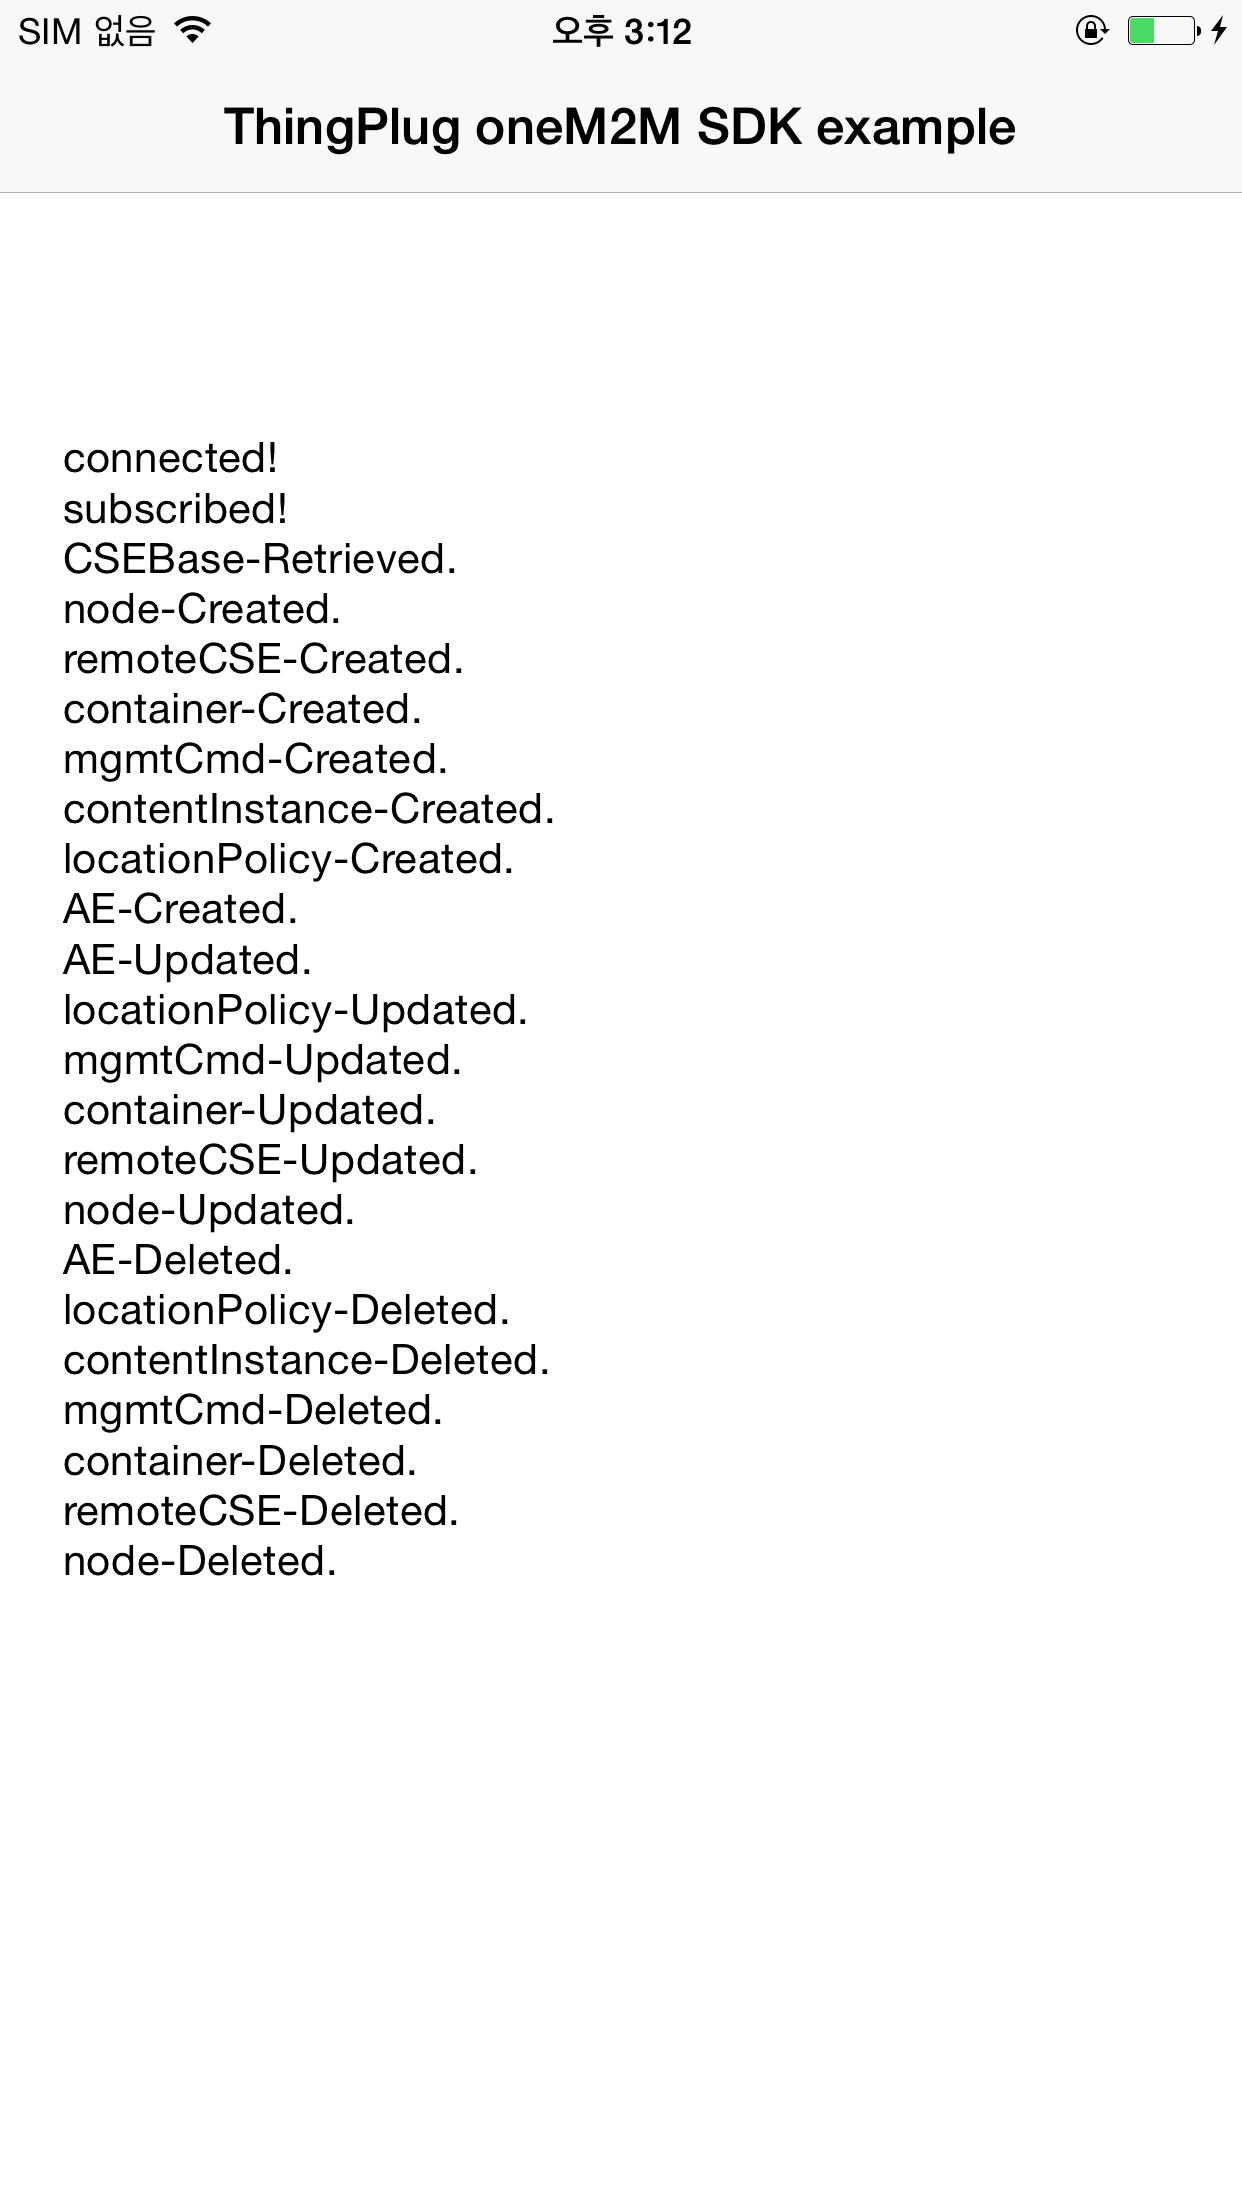 SIM 없음 오후 3:12
ThingPlug oneM2M SDK example
connected!
subscribed!
CSEBase-Retrieved.
node-Created.
remoteCSE-Created.
container-Created.
mgmtCmd-Created.
contentInstance-Created.
locationPolicy-Created.
AE-Created.
AE-Updated.
locationPolicy-Updated.
mgmtCmd-Updated.
container-Updated.
remoteCSE-Updated.
node-Updated.
AE-Deleted.
locationPolicy-Deleted.
contentInstance-Deleted.
mgmtCmd-Deleted.
container-Deleted.
remoteCSE-Deleted.
node-Deleted.